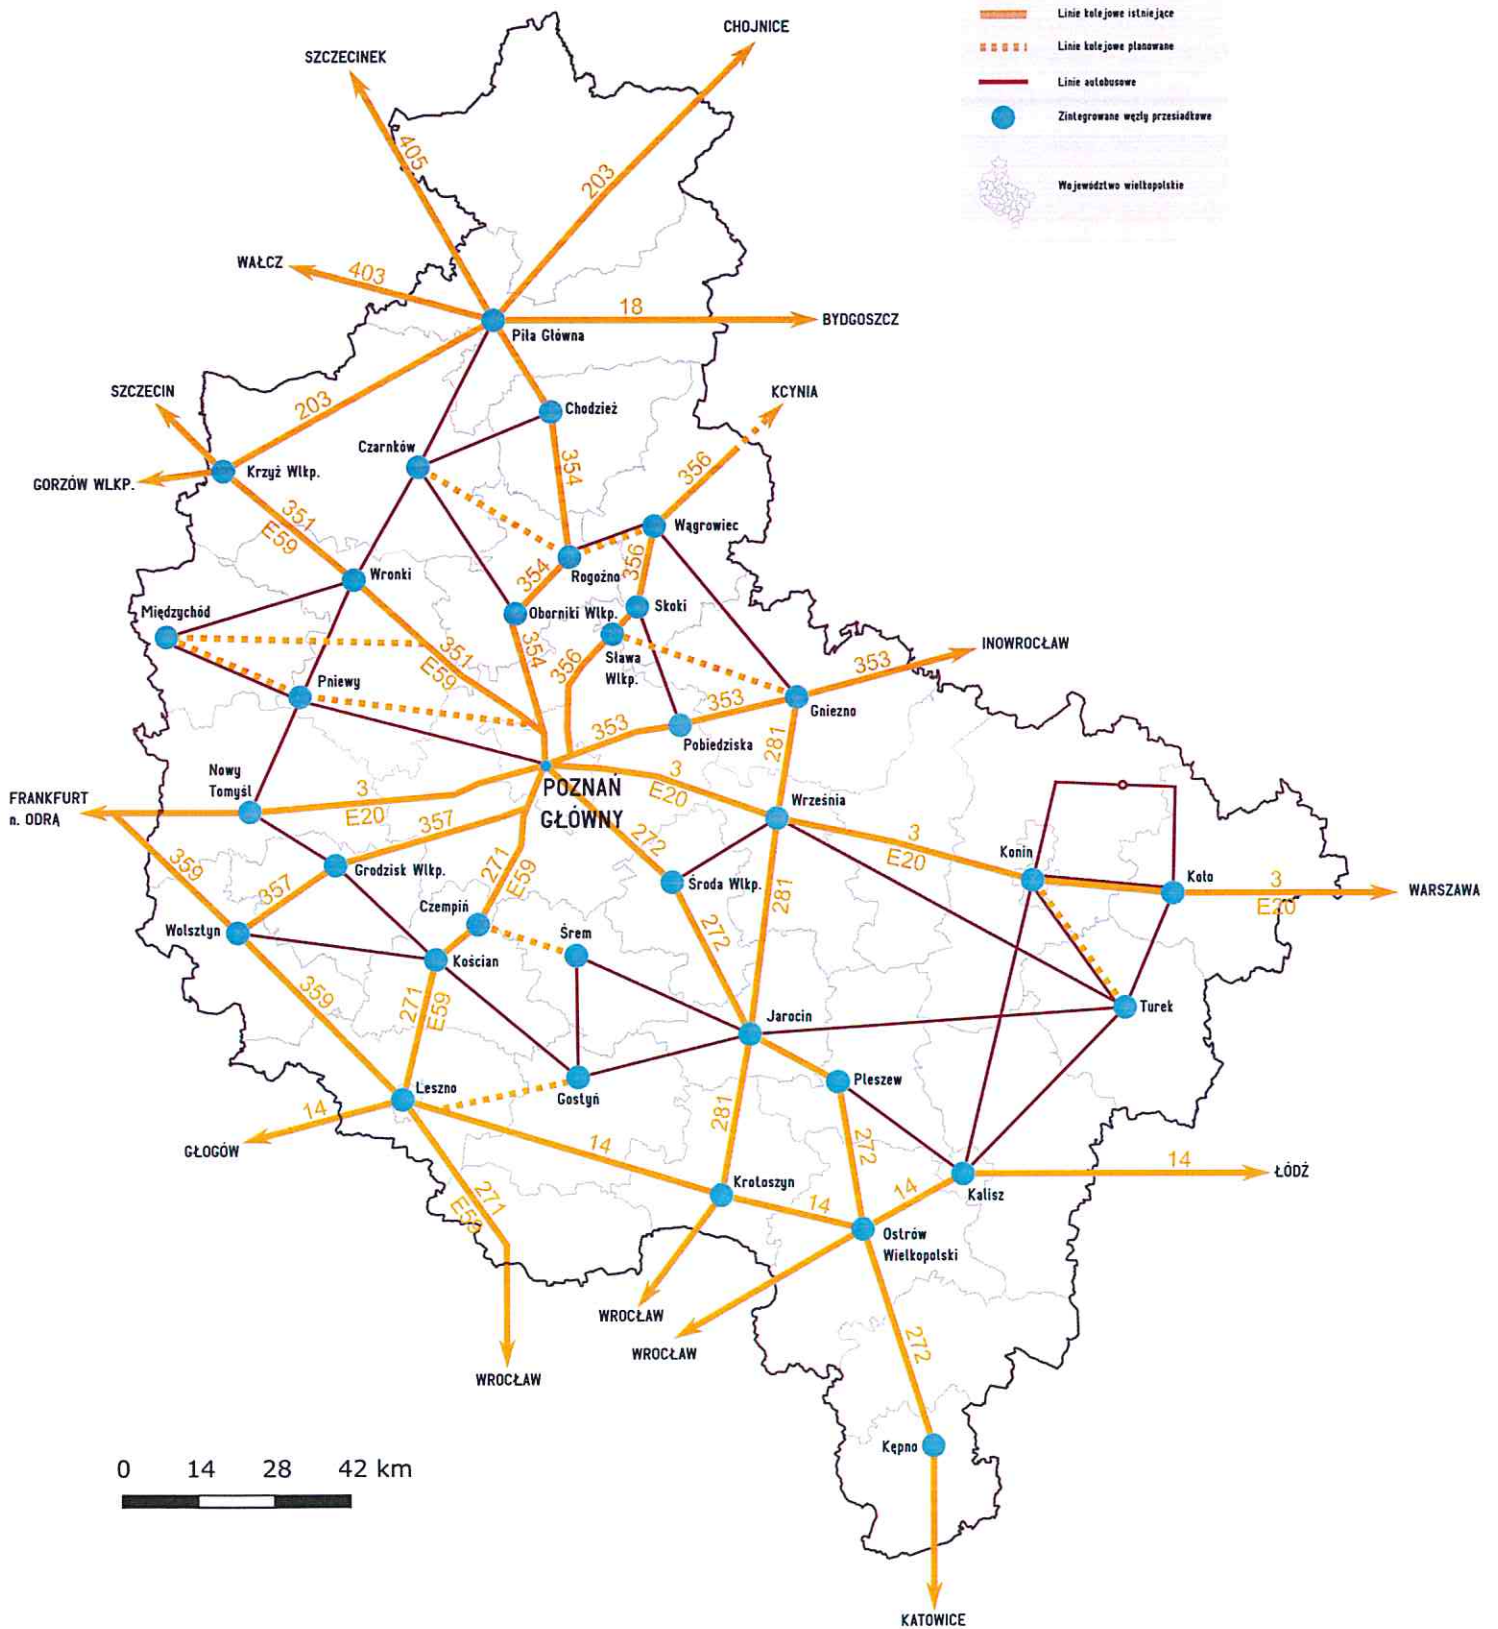 CHOJNICE
Linie kolejowe istniejące
Linie kolejowe planowane
Linie autobusowe
Zintegrowane węzły przesiadkowe
Województwo wielkopolskie
SZCZECINEK
405
203
WAŁCZ
403
18
BYDGOSZCZ
Piła Główna
SZCZECIN
203
KCYNIA
Chodzież
Czarnków
354
356
GORZÓW WLKP.
Krzyż Wlkp.
351
E59
Wągrowiec
Wronki
354
Rogoźno
356
Międzychód
Oborniki Wlkp.
Skoki
354
351
E59
356
Sława
Wlkp.
INOWROCŁAW
353
Pniewy
353
353
Gniezno
Pobiedziska
281
Nowy
Tomyśl
POZNAŃ
GŁÓWNY
3
E20
Września
FRANKFURT
n. ODRĄ
3
E20
357
272
3
E20
Konin
359
357
Grodzisk Wlkp.
271
E59
Środa Wlkp.
281
Koło
3
E20
WARSZAWA
Czempiń
Wolsztyn
Kościan
Śrem
272
359
271
E59
Jarocin
Turek
Leszno
Gostyń
Pleszew
14
GŁOGÓW
14
281
272
14
ŁÓDŹ
271
E59
Krotoszyn
14
14
Kalisz
Ostrów
Wielkopolski
WROCŁAW
WROCŁAW
WROCŁAW
272
Kępno
0 14 28 42 km
KATOWICE